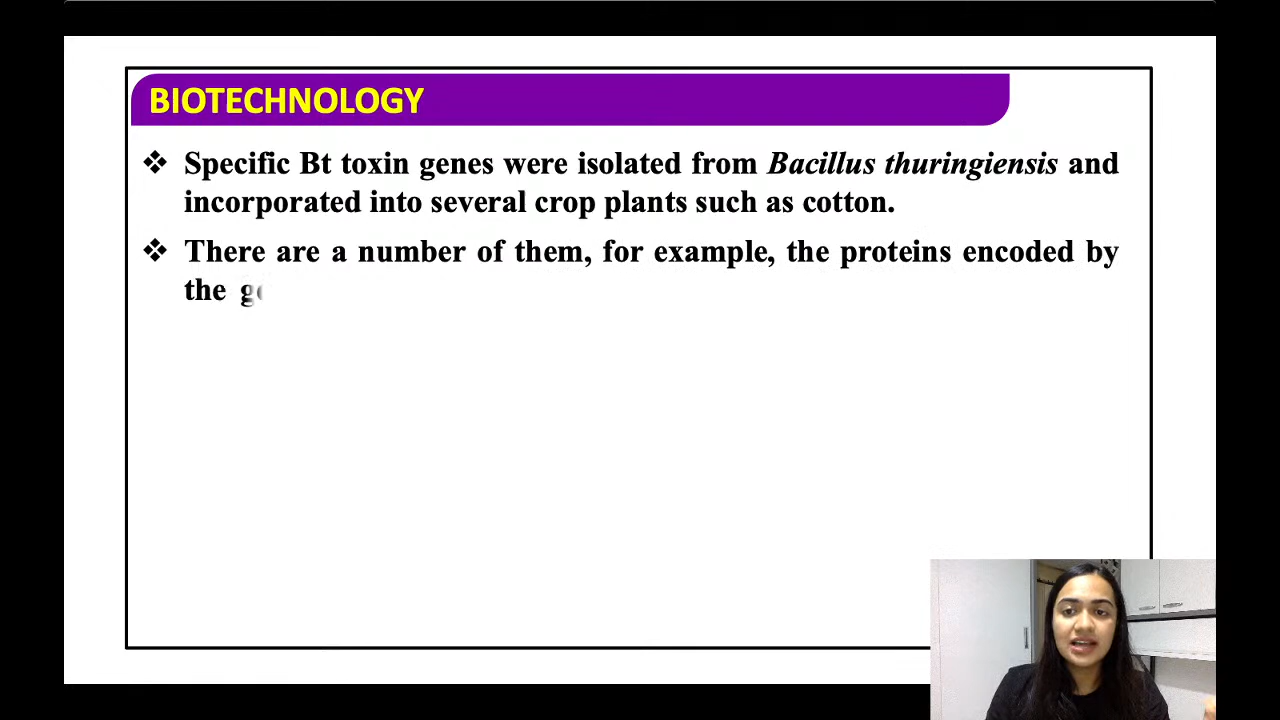 BIOTECHNOLOGY
❖ Specific Bt toxin genes were isolated from Bacillus thuringiensis and
incorporated into several crop plants such as cotton.
❖ There are a number of them, for example, the proteins encoded by
the